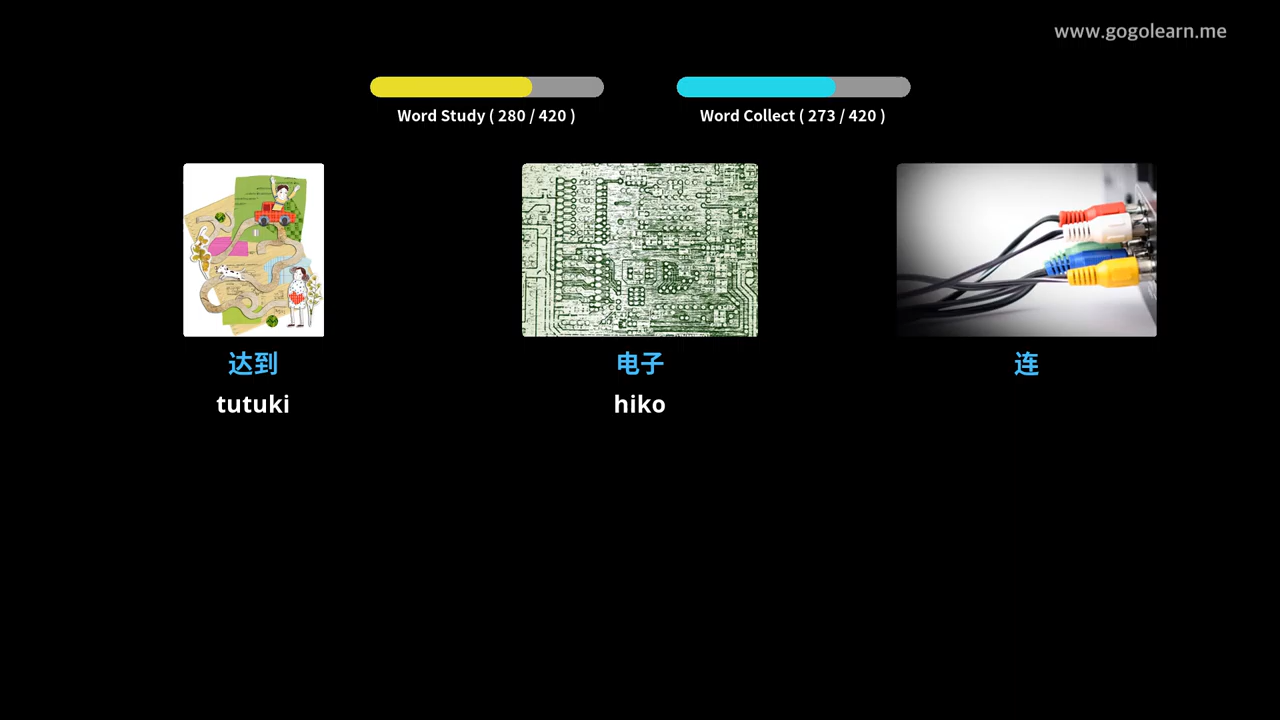 www.gogolearn.me
Word Study ( 280 / 420 )
Word Collect ( 273 / 420 )
达到
电子
连
tutuki
hiko